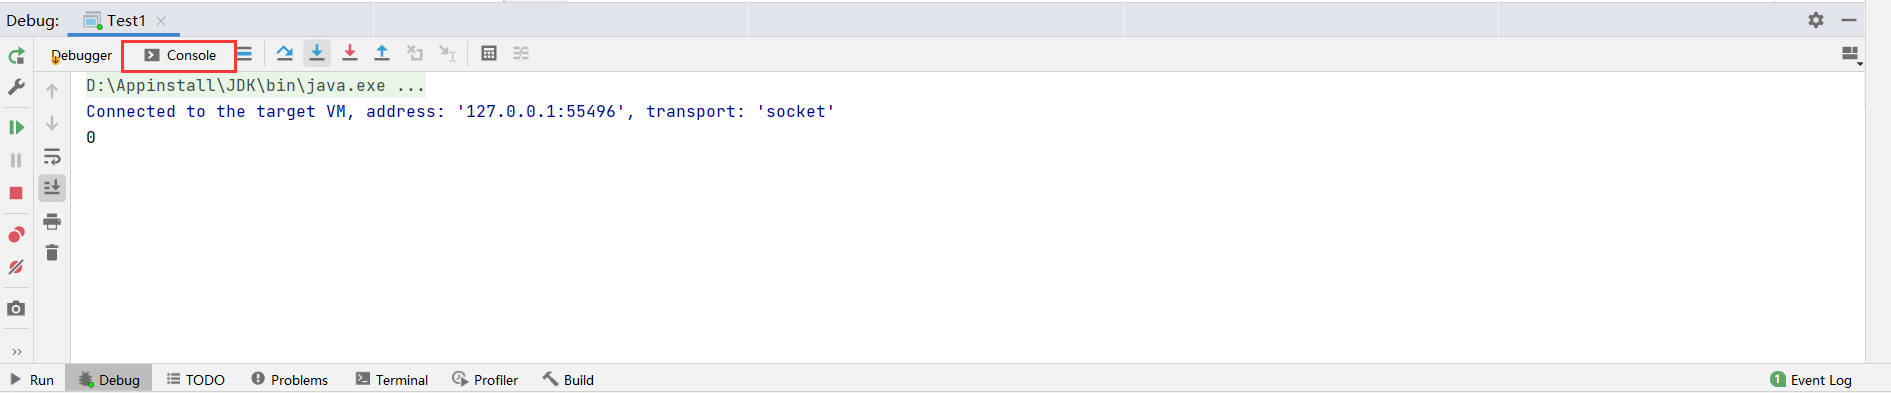 Debug: Test1
Debugger Console
D:\Appinstall\JDK\bin\java.exe ...
Connected to the target VM, address: '127.0.0.1:55496', transport: 'socket'
0
Run Debug TODO Problems Terminal Profiler Build 1 Event Log